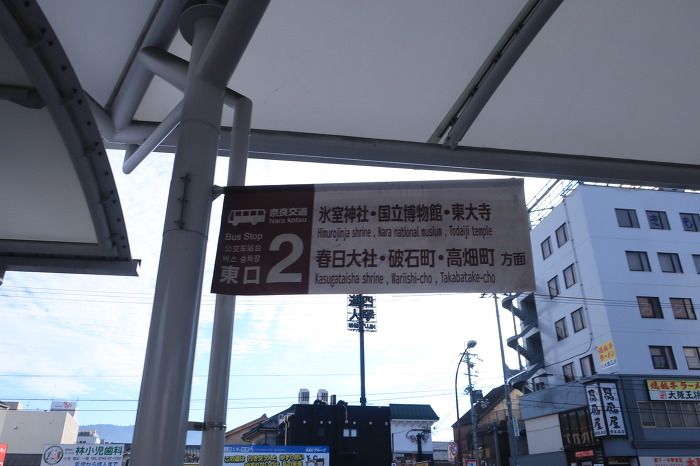 奈良交通
Nara kotsu
Bus Stop
公交车站台
버스 승차장
東口
2
氷室神社・国立博物館・東大寺
Himurojinja shrine , Nara national musium , Todaiji temple
春日大社・破石町・高畑町 方面
Kasugataisha shrine , Wariishi-cho , Takabatake-cho
林小児歯科
大阪王将